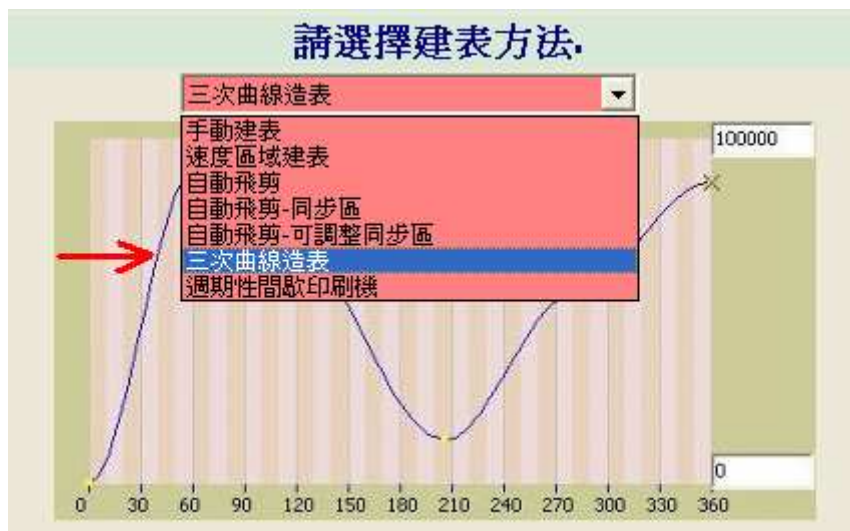 請選擇建表方法.
三次曲線造表
手動建表
速度區域建表
自動飛剪
自動飛剪-同步區
自動飛剪-可調整同步區
三次曲線造表
週期性間歇印刷機
100000
0
0 30 60 90 120 150 180 210 240 270 300 330 360